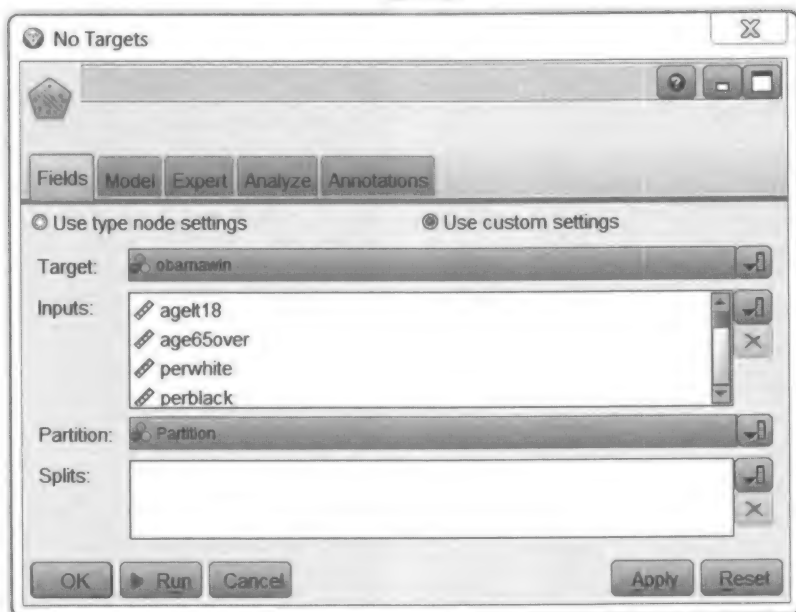 No Targets
Fields Model Expert Analyze Annotations
Use type node settings Use custom settings
Target: obamawin
Inputs: agelt18
age65over
perwhite
perblack
Partition: Partition
Splits:
OK Run Cancel Apply Reset